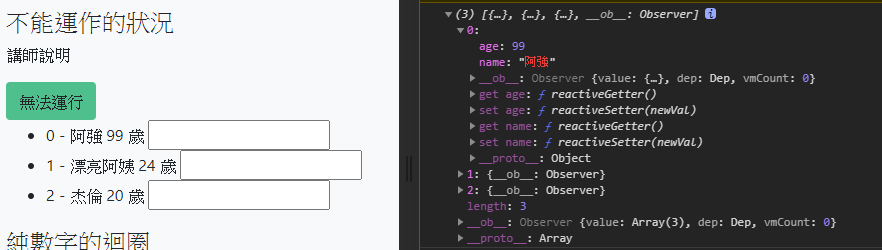 不能運作的狀況
講師說明
無法運行
• 0 - 阿強 99 歲
• 1 - 漂亮阿姨 24 歲
• 2 - 杰倫 20 歲
純數字的迴圈
▼ (3) [{…}, {…}, {…}, __ob__: Observer] i
▼ 0:
age: 99
name: "阿強"
▶ __ob__: Observer {value: {…}, dep: Dep, vmCount: 0}
▶ get age: ƒ reactiveGetter()
▶ set age: ƒ reactiveSetter(newVal)
▶ get name: ƒ reactiveGetter()
▶ set name: ƒ reactiveSetter(newVal)
▶ __proto__: Object
▶ 1: {__ob__: Observer}
▶ 2: {__ob__: Observer}
length: 3
▶ __ob__: Observer {value: Array(3), dep: Dep, vmCount: 0}
▶ __proto__: Array